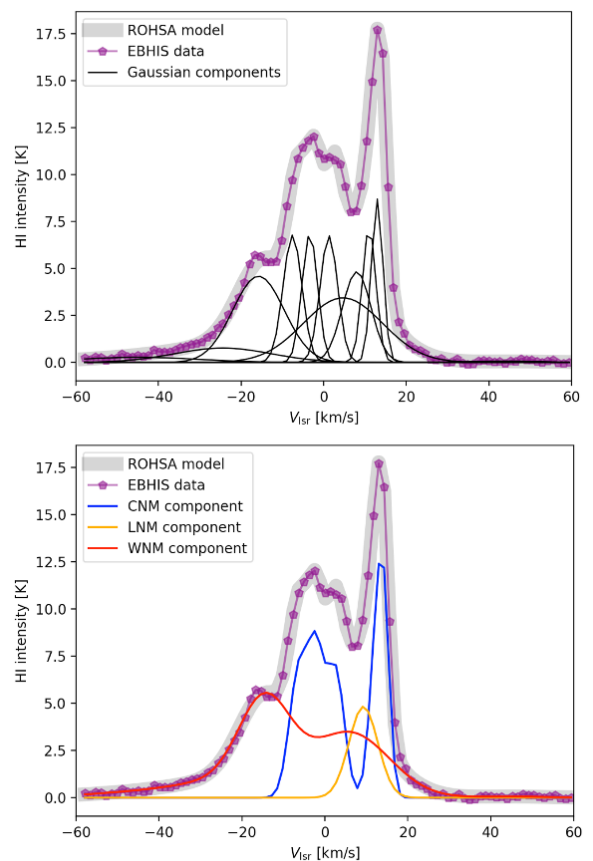 ROHSA model
EBHIS data
Gaussian components
HI intensity [K]
17.5
15.0
12.5
10.0
7.5
5.0
2.5
0.0
−60 −40 −20 0 20 40 60
Vlsr [km/s]
ROHSA model
EBHIS data
CNM component
LNM component
WNM component
HI intensity [K]
17.5
15.0
12.5
10.0
7.5
5.0
2.5
0.0
−60 −40 −20 0 20 40 60
Vlsr [km/s]